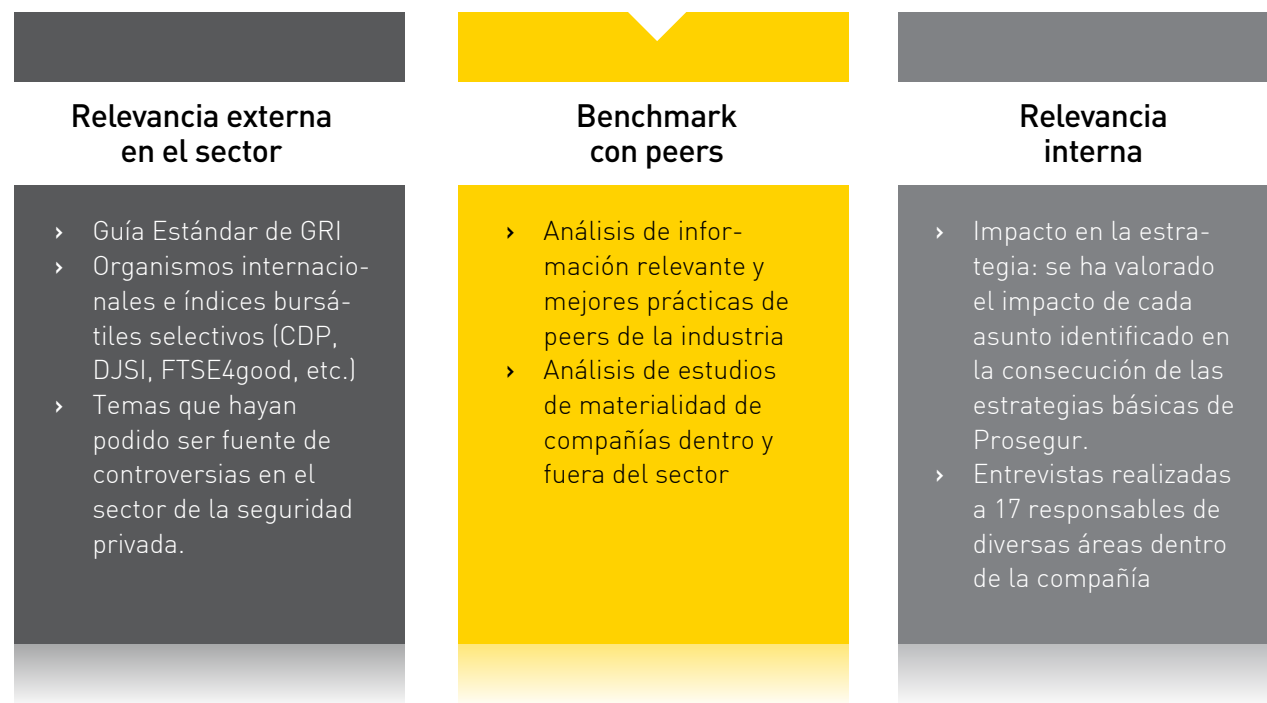 Relevancia externa
en el sector
› Guía Estándar de GRI
› Organismos internacio-
nales e índices bursá-
tiles selectivos (CDP,
DJSI, FTSE4good, etc.)
› Temas que hayan
podido ser fuente de
controversias en el
sector de la seguridad
privada.
Benchmark
con peers
› Análisis de infor-
mación relevante y
mejores prácticas de
peers de la industria
› Análisis de estudios
de materialidad de
compañías dentro y
fuera del sector
Relevancia
interna
› Impacto en la estra-
tegia: se ha valorado
el impacto de cada
asunto identificado en
la consecución de las
estrategias básicas de
Prosegur.
› Entrevistas realizadas
a 17 responsables de
diversas áreas dentro
de la compañía